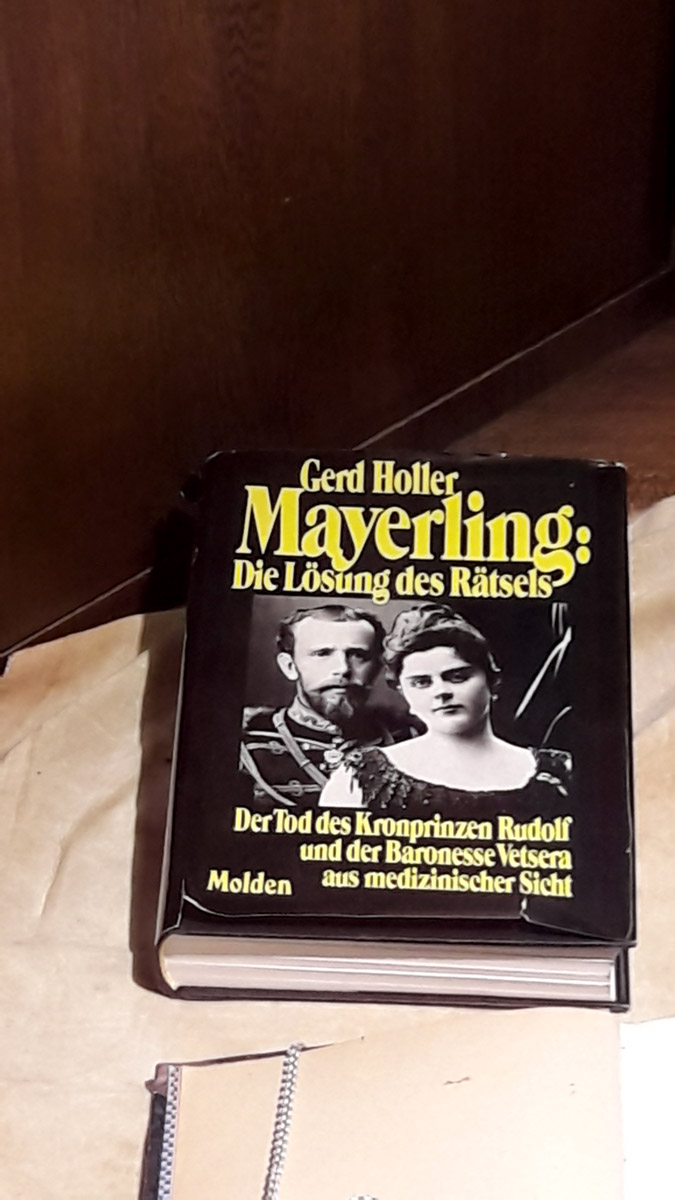 Gerd Holler
Mayerling:
Die Lösung des Rätsels
Der Tod des Kronprinzen Rudolf
und der Baronesse Vetsera
aus medizinischer Sicht
Molden